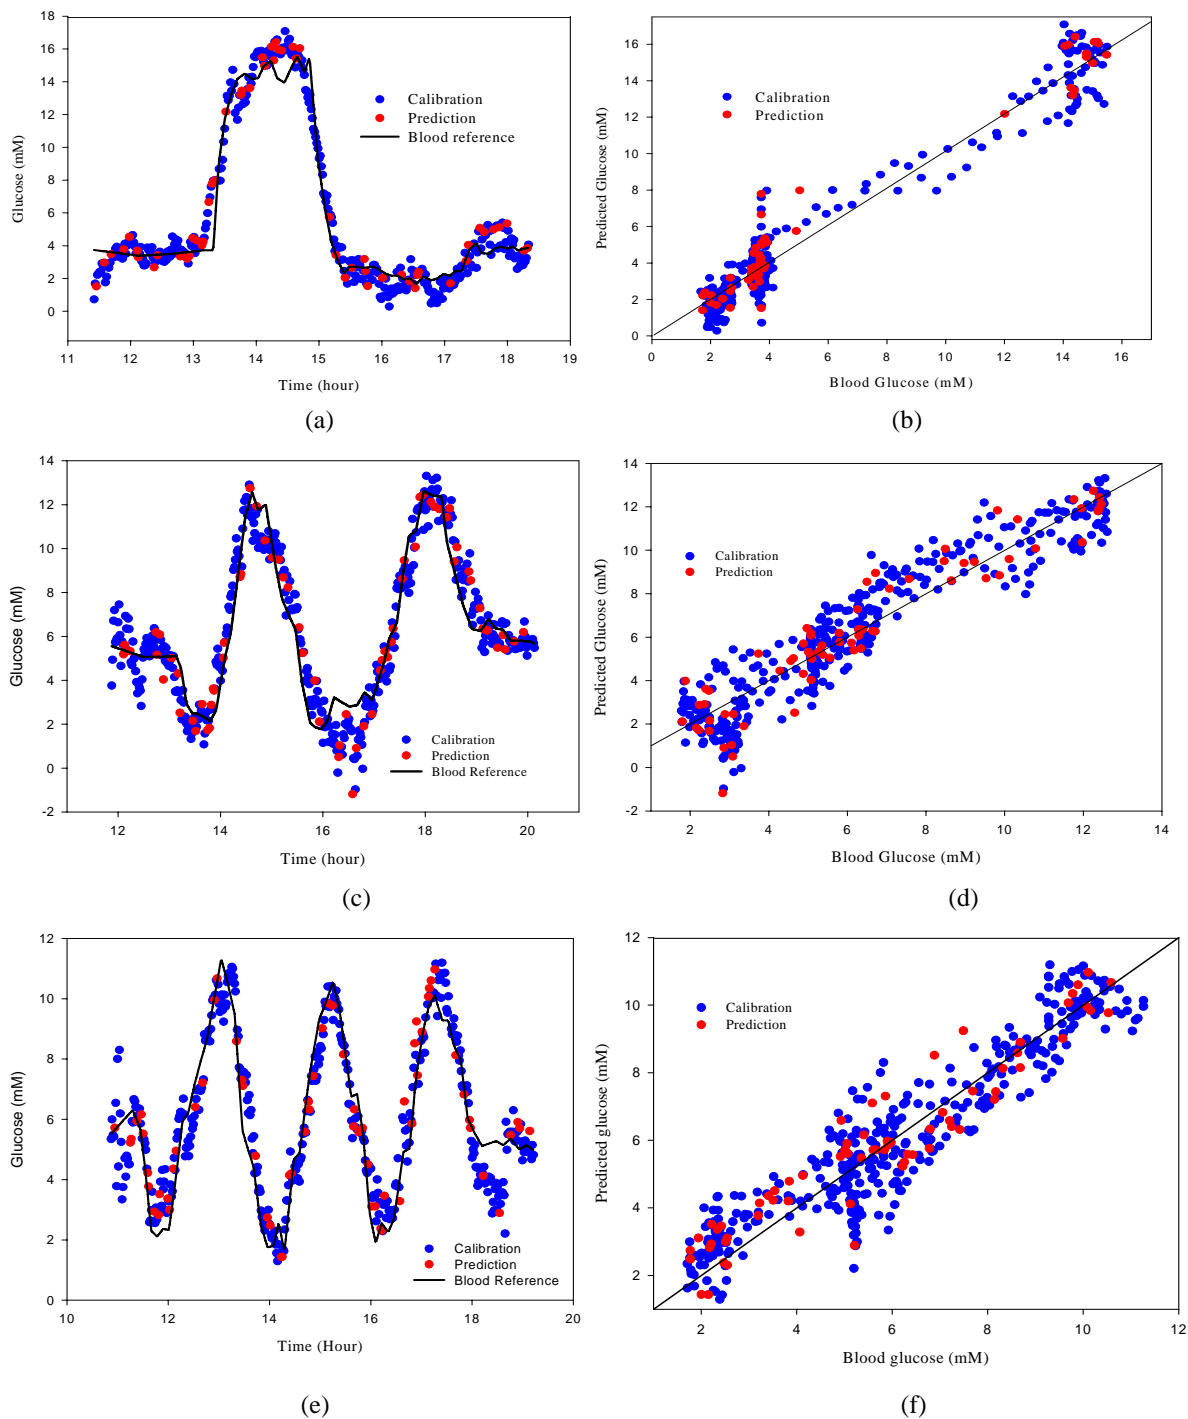 Glucose (mM)
18
16
14
12
10
8
6
4
2
0
Calibration
Prediction
Blood reference
11 12 13 14 15 16 17 18 19
Time (hour)
(a)
Predicted Glucose (mM)
16
14
12
10
8
6
4
2
0
Calibration
Prediction
0 2 4 6 8 10 12 14 16
Blood Glucose (mM)
(b)
Glucose (mM)
14
12
10
8
6
4
2
0
-2
Calibration
Prediction
Blood Reference
12 14 16 18 20
Time (hour)
(c)
Predicted Glucose (mM)
14
12
10
8
6
4
2
0
-2
Calibration
Prediction
2 4 6 8 10 12 14
Blood Glucose (mM)
(d)
Glucose (mM)
12
10
8
6
4
2
0
Calibration
Prediction
Blood Reference
10 12 14 16 18 20
Time (Hour)
(e)
Predicted glucose (mM)
12
10
8
6
4
2
Calibration
Prediction
2 4 6 8 10 12
Blood glucose (mM)
(f)